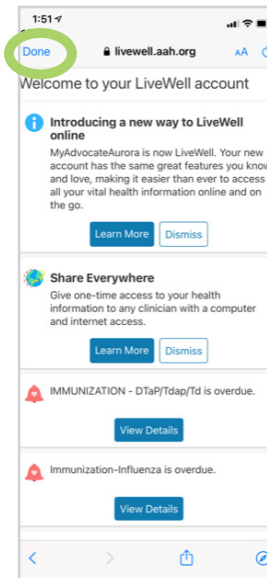 1:51
Done
livewell.aah.org
AA
Welcome to your LiveWell account
Introducing a new way to LiveWell
online
MyAdvocateAurora is now LiveWell. Your new
account has the same great features you know
and love, making it easier than ever to access
all your vital health information online and on
the go.
Learn More
Dismiss
Share Everywhere
Give one-time access to your health
information to any clinician with a computer
and internet access.
Learn More
Dismiss
IMMUNIZATION - DTaP/Tdap/Td is overdue.
View Details
Immunization-Influenza is overdue.
View Details